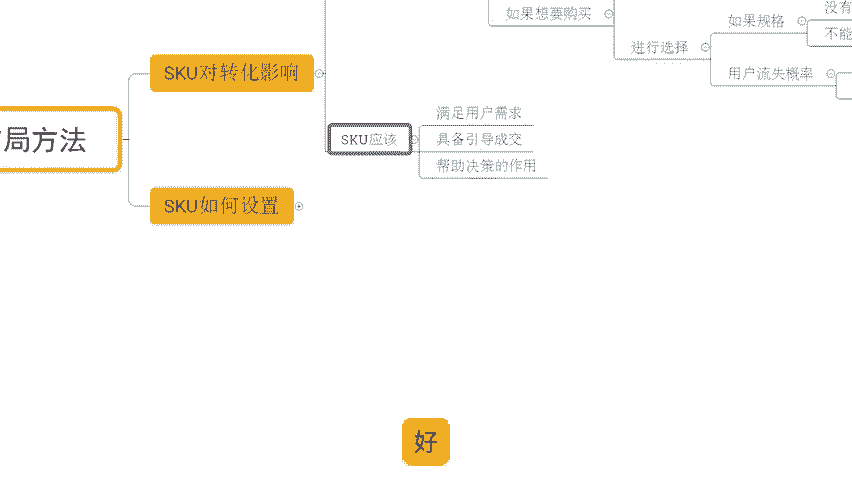 没有
如果想要购买
如果规格
不能
进行选择
SKU对转化影响
用户流失概率
满足用户需求
局方法
SKU应该
具备引导成交
帮助决策的作用
SKU如何设置
好